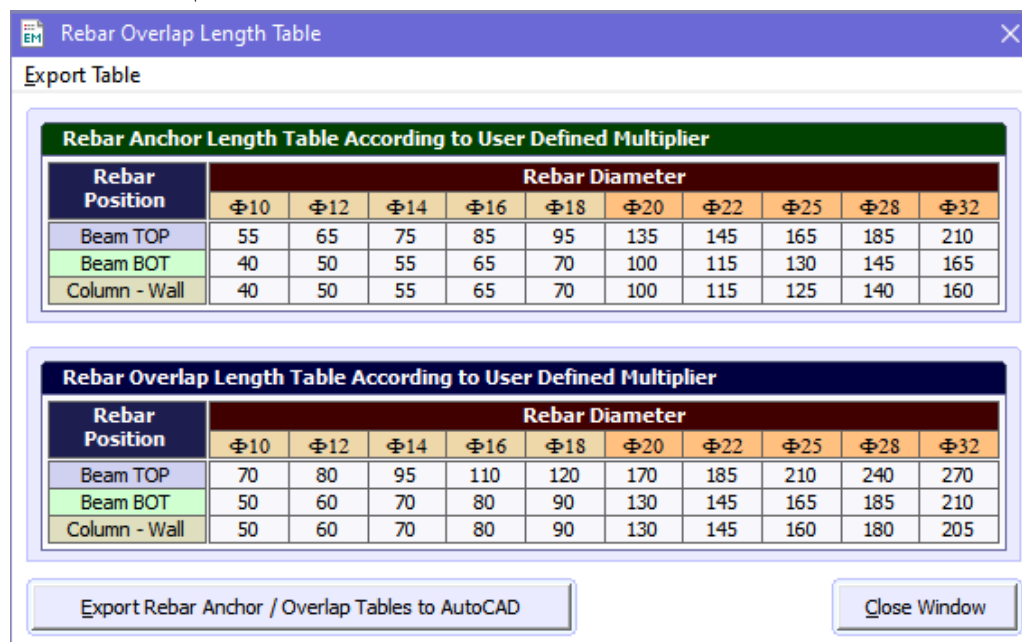 EM Rebar Overlap Length Table
Export Table
Rebar Anchor Length Table According to User Defined Multiplier
Rebar Position Rebar Diameter
Φ10 Φ12 Φ14 Φ16 Φ18 Φ20 Φ22 Φ25 Φ28 Φ32
Beam TOP 55 65 75 85 95 135 145 165 185 210
Beam BOT 40 50 55 65 70 100 115 130 145 165
Column - Wall 40 50 55 65 70 100 115 125 140 160
Rebar Overlap Length Table According to User Defined Multiplier
Rebar Position Rebar Diameter
Φ10 Φ12 Φ14 Φ16 Φ18 Φ20 Φ22 Φ25 Φ28 Φ32
Beam TOP 70 80 95 110 120 170 185 210 240 270
Beam BOT 50 60 70 80 90 130 145 165 185 210
Column - Wall 50 60 70 80 90 130 145 160 180 205
Export Rebar Anchor / Overlap Tables to AutoCAD Close Window